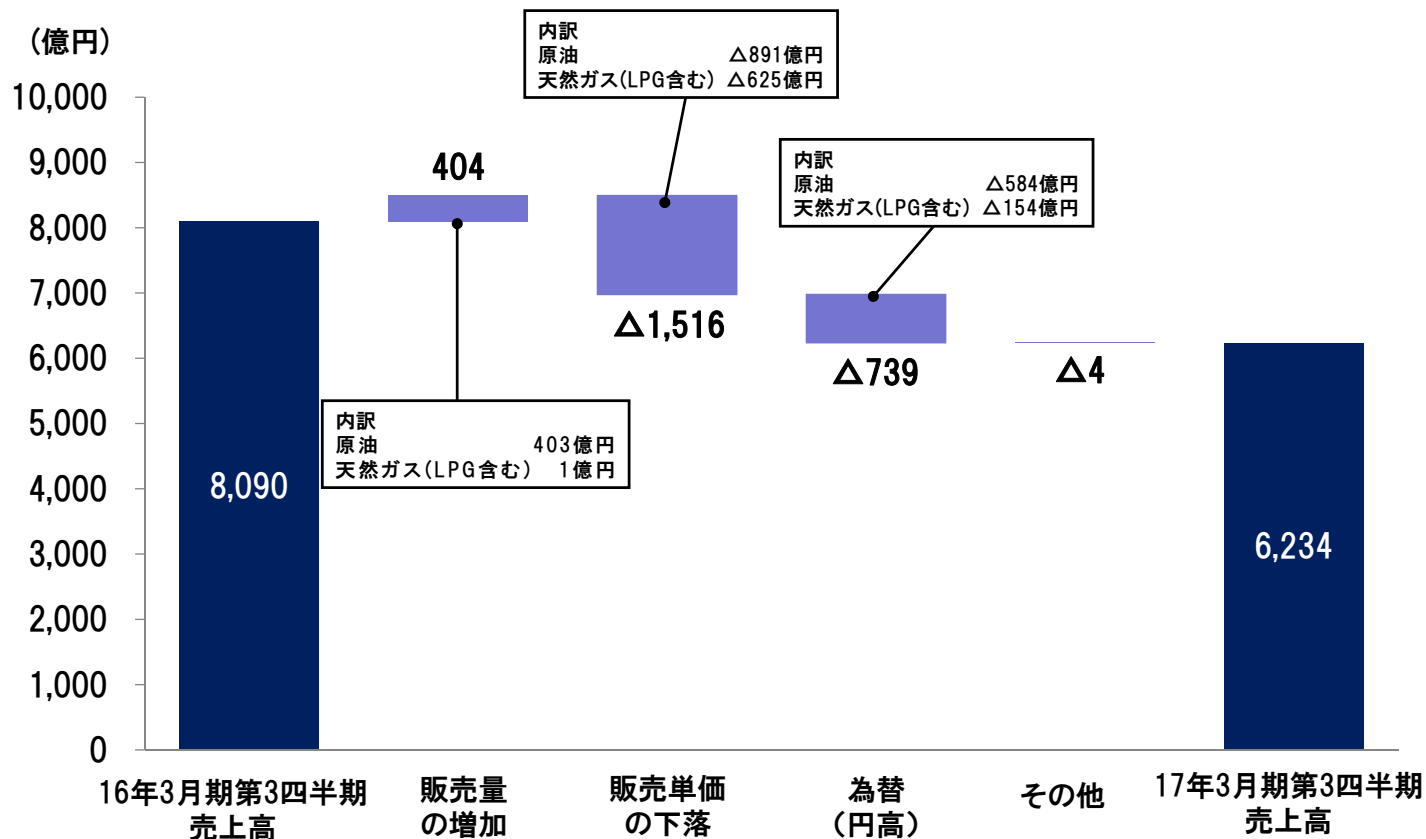 (億円)
10,000
9,000
8,000
7,000
6,000
5,000
4,000
3,000
2,000
1,000
0
内訳
原油 △891億円
天然ガス(LPG含む) △625億円
内訳
原油 △584億円
天然ガス(LPG含む) △154億円
404
△1,516
△739
△4
内訳
原油 403億円
天然ガス(LPG含む) 1億円
8,090
6,234
16年3月期第3四半期
売上高
販売量
の増加
販売単価
の下落
為替
（円高）
その他
17年3月期第3四半期
売上高